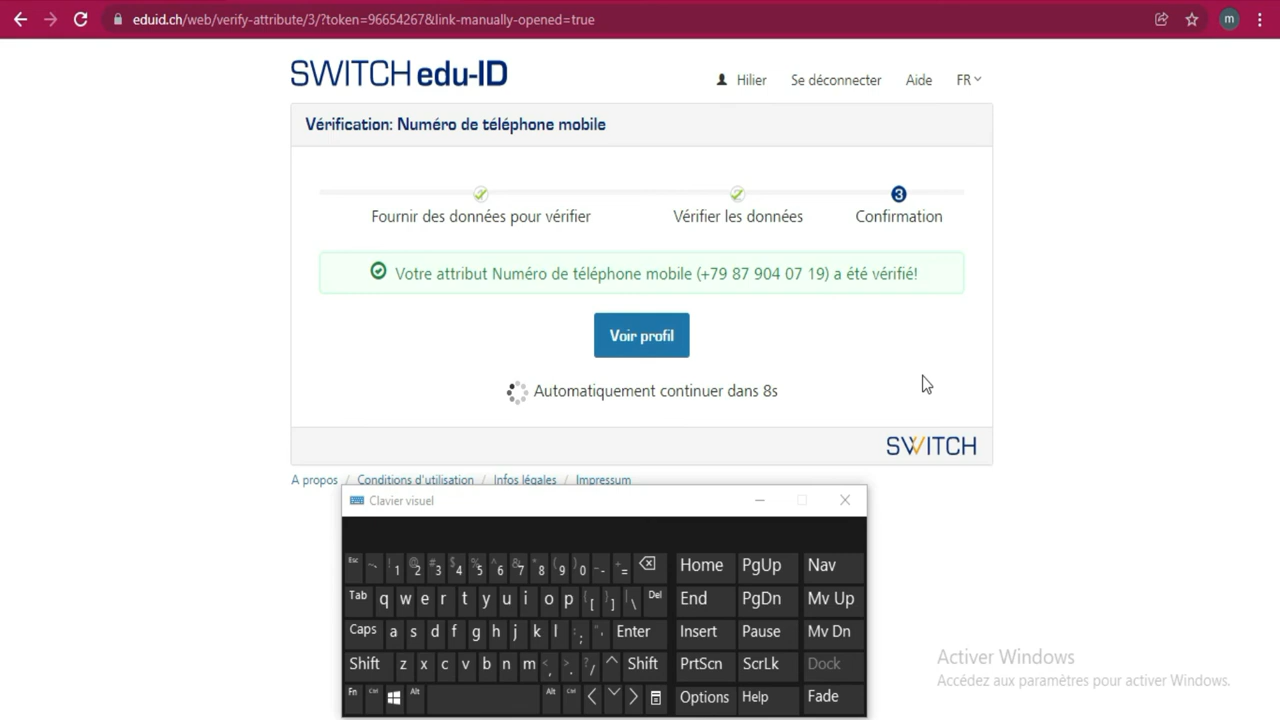 eduid.ch/web/verify-attribute/3/?token=96654267&link-manually-opened=true
m
SWITCH edu-ID
Hilier Se déconnecter Aide FR
Vérification: Numéro de téléphone mobile
3
Fournir des données pour vérifier Vérifier les données Confirmation
Votre attribut Numéro de téléphone mobile (+79 87 904 07 19) a été vérifié!
Voir profil
Automatiquement continuer dans 8s
SWITCH
A propos / Conditions d'utilisation / Infos légales / Impressum
Clavier visuel
Esc ! 1 @ 2 # 3 $ 4 % 5 ^ 6 & 7 * 8 ( 9 ) 0 _ - + = Home PgUp Nav
Tab q w e r t y u i o p { [ } ] | \ Del End PgDn Mv Up
Caps a s d f g h j k l : ; " ' Enter Insert Pause Mv Dn
Shift z x c v b n m < , > . ? / Shift PrtScn ScrLk Dock
Fn Ctrl Alt Alt Ctrl Options Help Fade
Activer Windows
Accédez aux paramètres pour activer Windows.